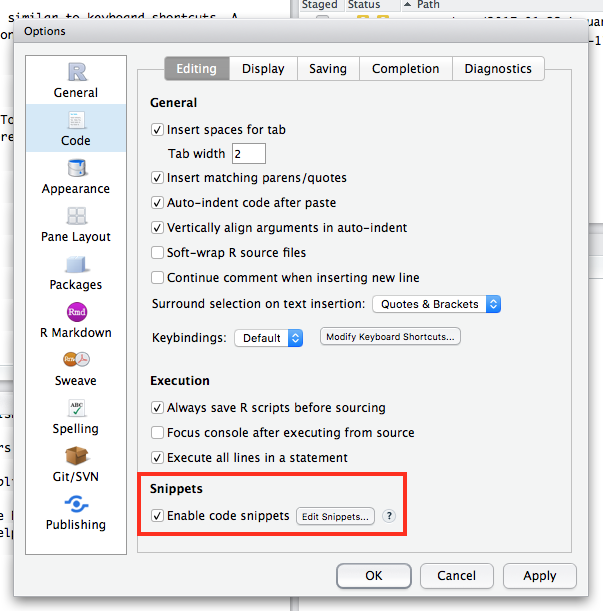 similar to keyboard shortcuts. A
Staged Status Path
Options
General
Code
Appearance
Pane Layout
Packages
Rmd
R Markdown
Sweave
ABC
Spelling
Git/SVN
Publishing
Editing Display Saving Completion Diagnostics
General
Insert spaces for tab
Tab width 2
Insert matching parens/quotes
Auto-indent code after paste
Vertically align arguments in auto-indent
Soft-wrap R source files
Continue comment when inserting new line
Surround selection on text insertion: Quotes & Brackets
Keybindings: Default Modify Keyboard Shortcuts...
Execution
Always save R scripts before sourcing
Focus console after executing from source
Execute all lines in a statement
Snippets
Enable code snippets Edit Snippets... ?
OK Cancel Apply